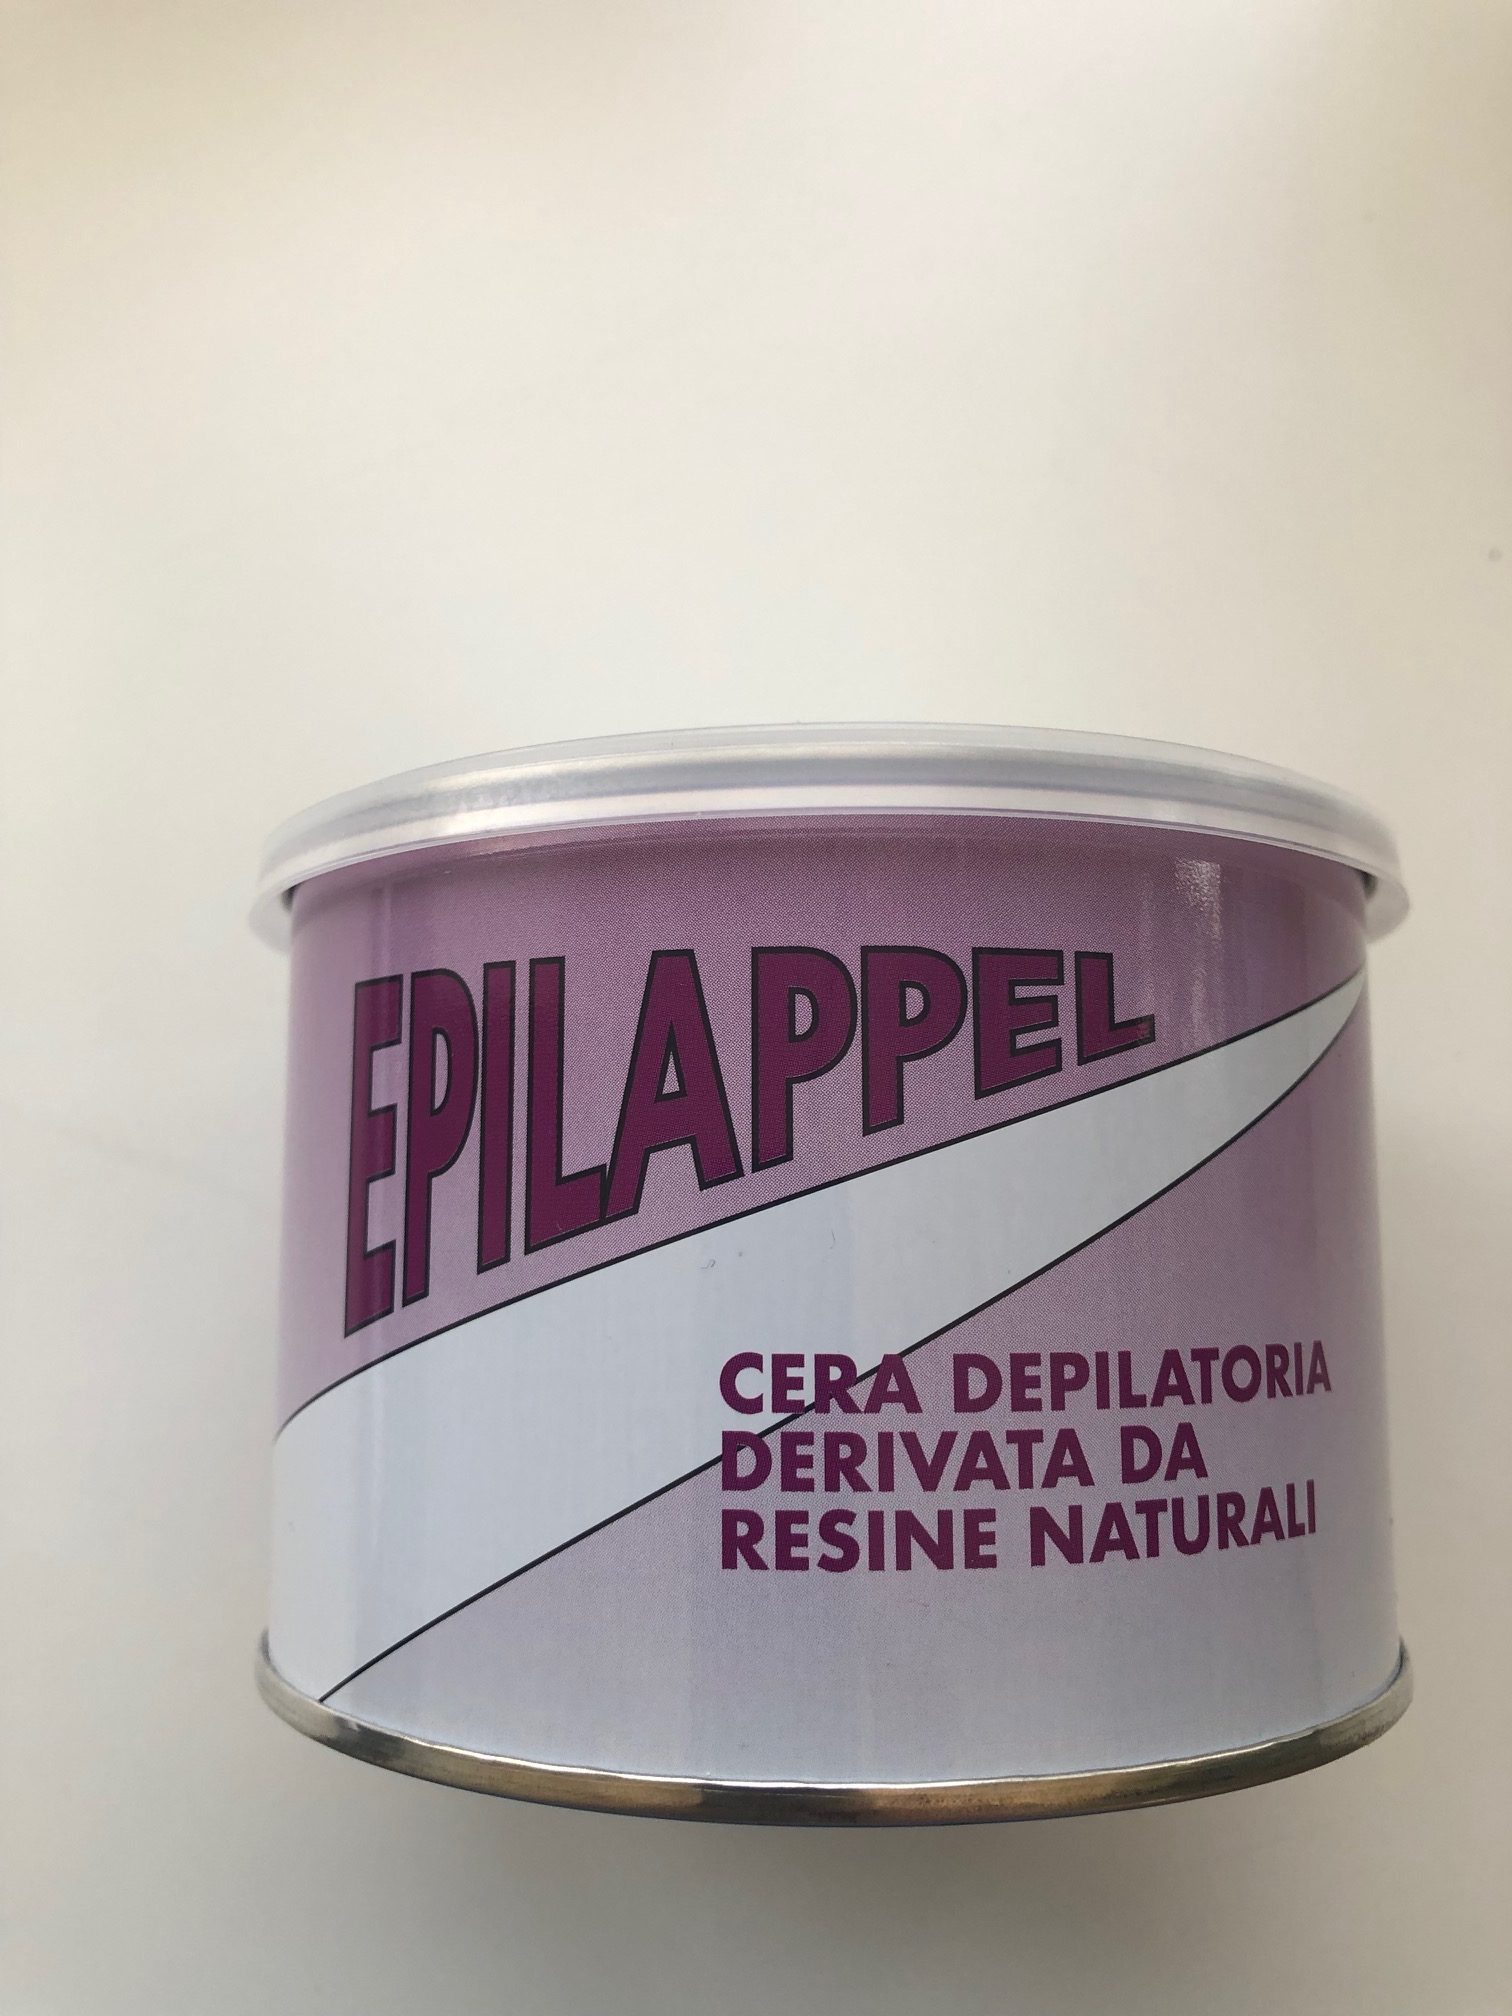 EPILAPPEL
CERA DEPILATORIA
DERIVATA DA
RESINE NATURALI